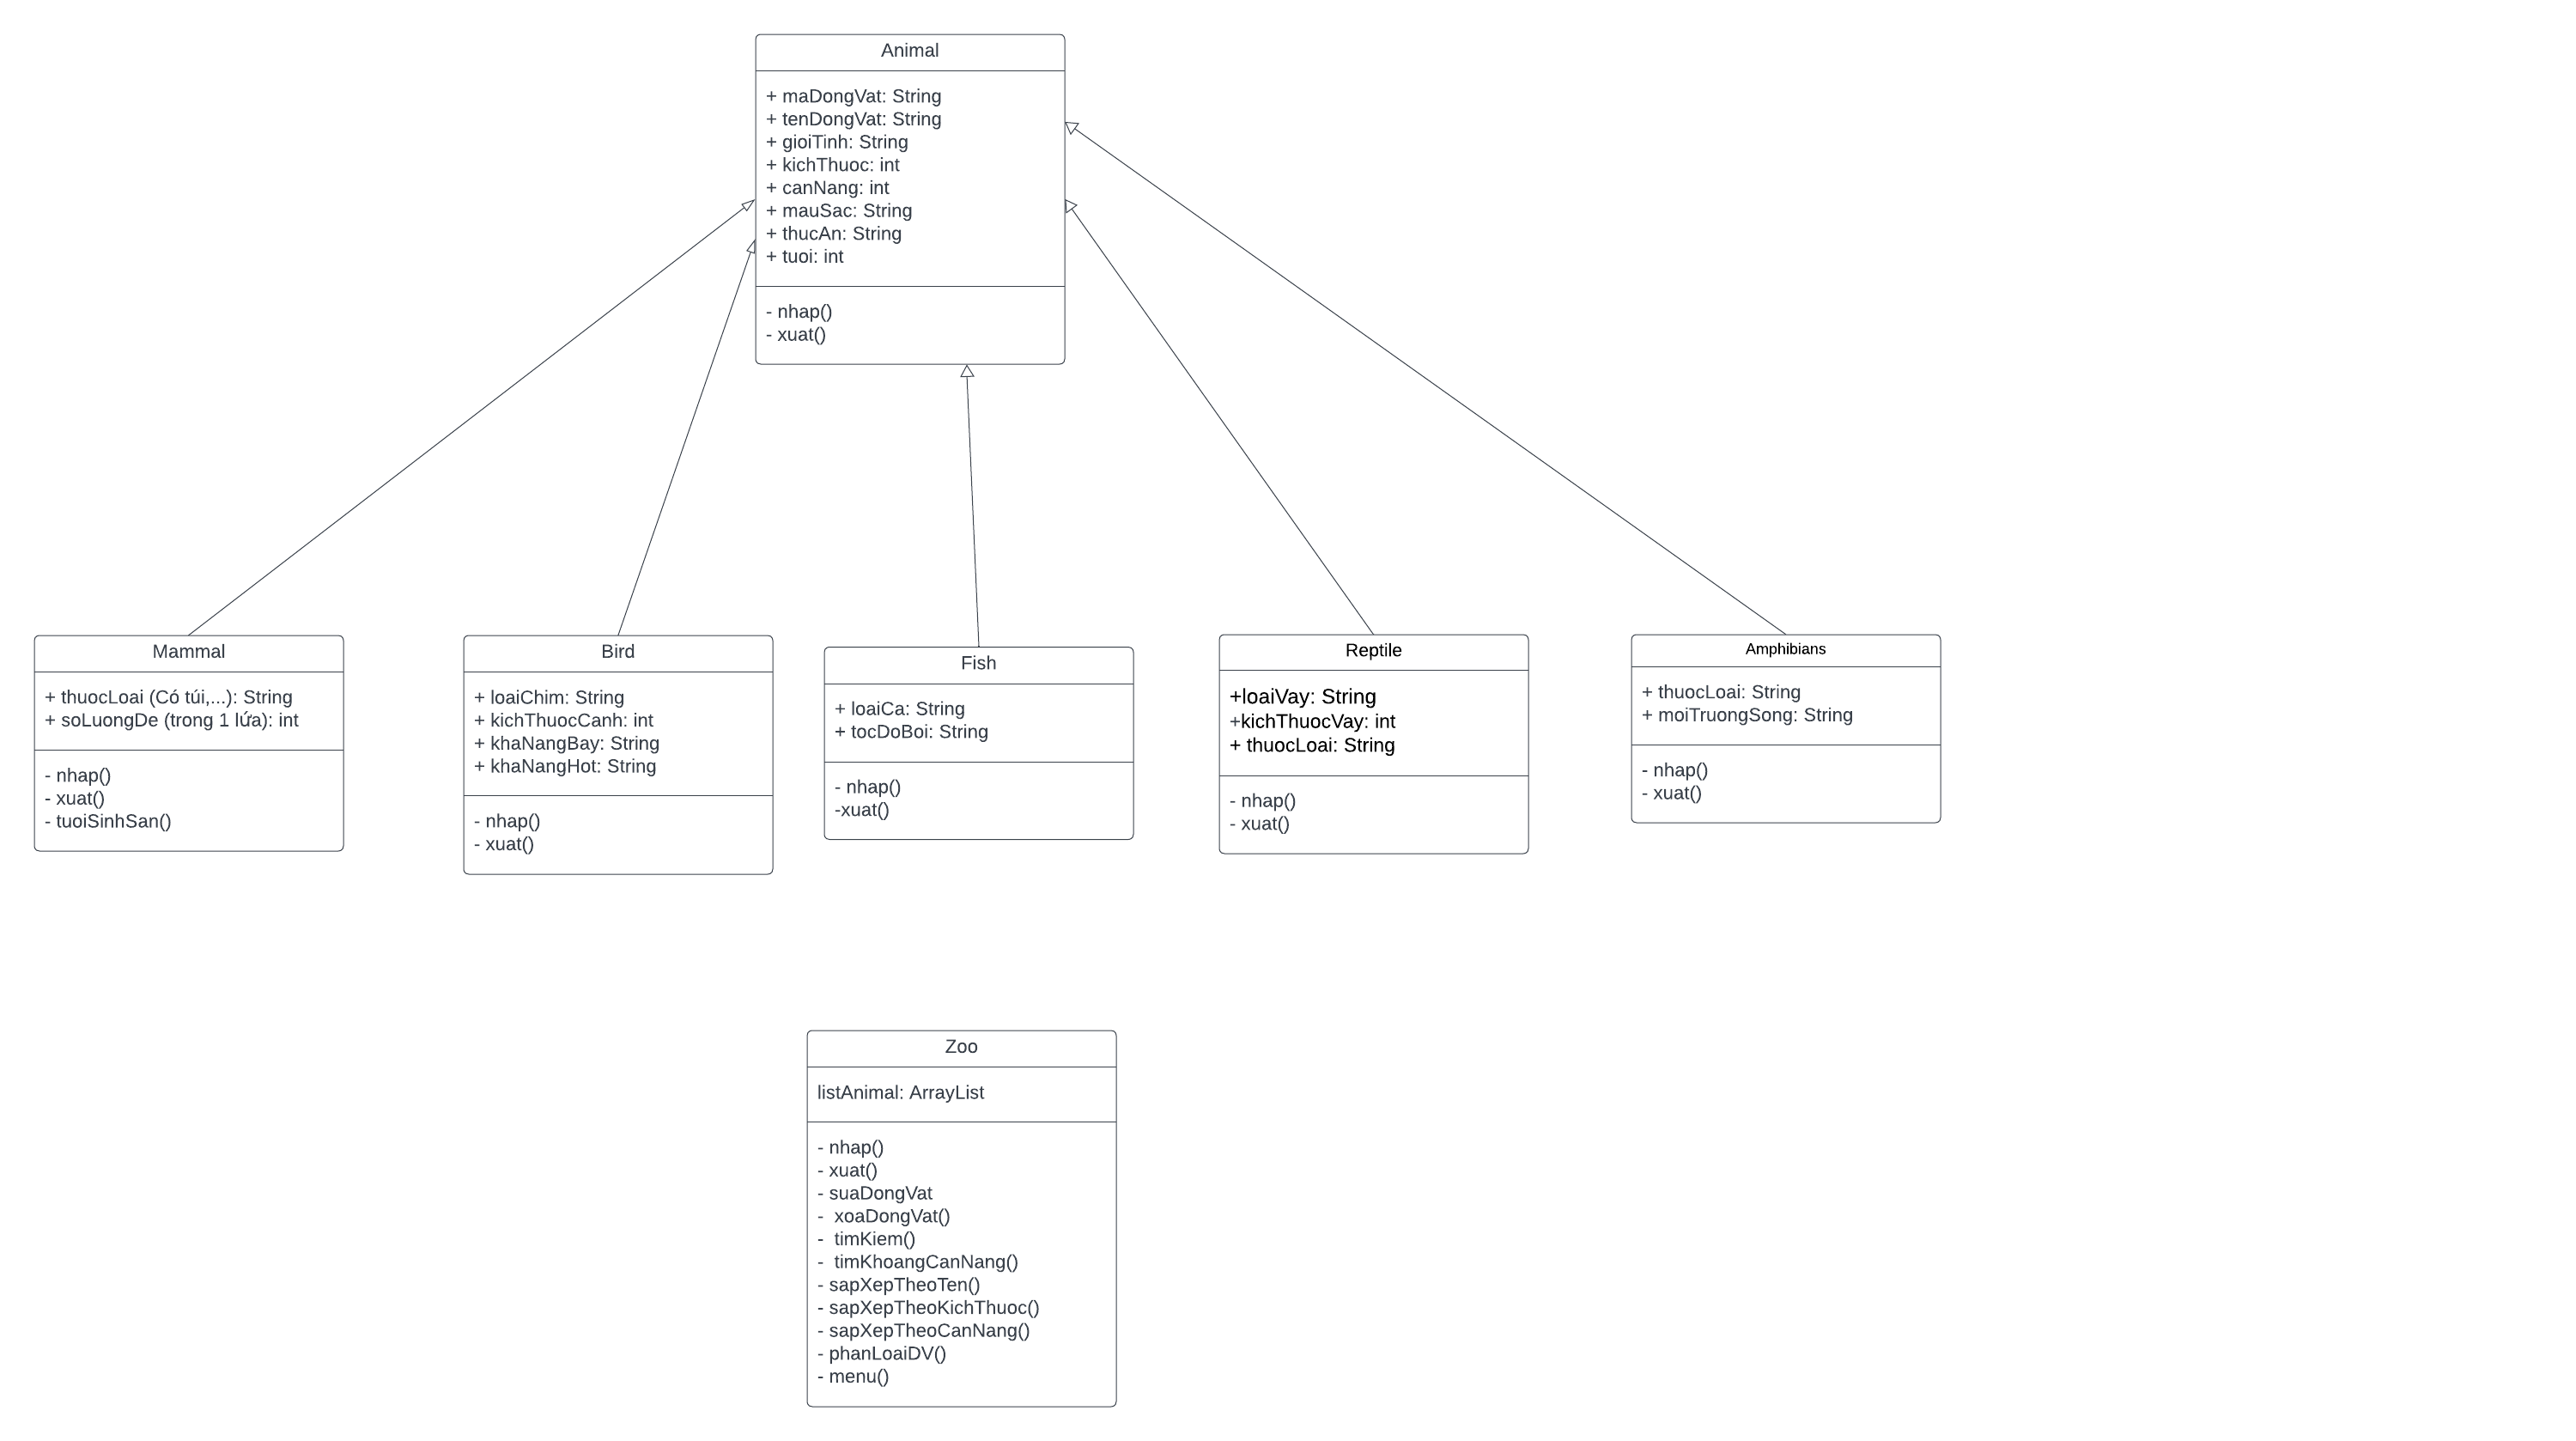 Animal
+ maDongVat: String
+ tenDongVat: String
+ gioiTinh: String
+ kichThuoc: int
+ canNang: int
+ mauSac: String
+ thucAn: String
+ tuoi: int
- nhap()
- xuat()
Mammal
+ thuocLoai (Có túi,...): String
+ soLuongDe (trong 1 lứa): int
- nhap()
- xuat()
- tuoiSinhSan()
Bird
+ loaiChim: String
+ kichThuocCanh: int
+ khaNangBay: String
+ khaNangHot: String
- nhap()
- xuat()
Fish
+ loaiCa: String
+ tocDoBoi: String
- nhap()
-xuat()
Reptile
+loaiVay: String
+kichThuocVay: int
+ thuocLoai: String
- nhap()
- xuat()
Amphibians
+ thuocLoai: String
+ moiTruongSong: String
- nhap()
- xuat()
Zoo
listAnimal: ArrayList
- nhap()
- xuat()
- suaDongVat
-  xoaDongVat()
-  timKiem()
-  timKhoangCanNang()
- sapXepTheoTen()
- sapXepTheoKichThuoc()
- sapXepTheoCanNang()
- phanLoaiDV()
- menu()